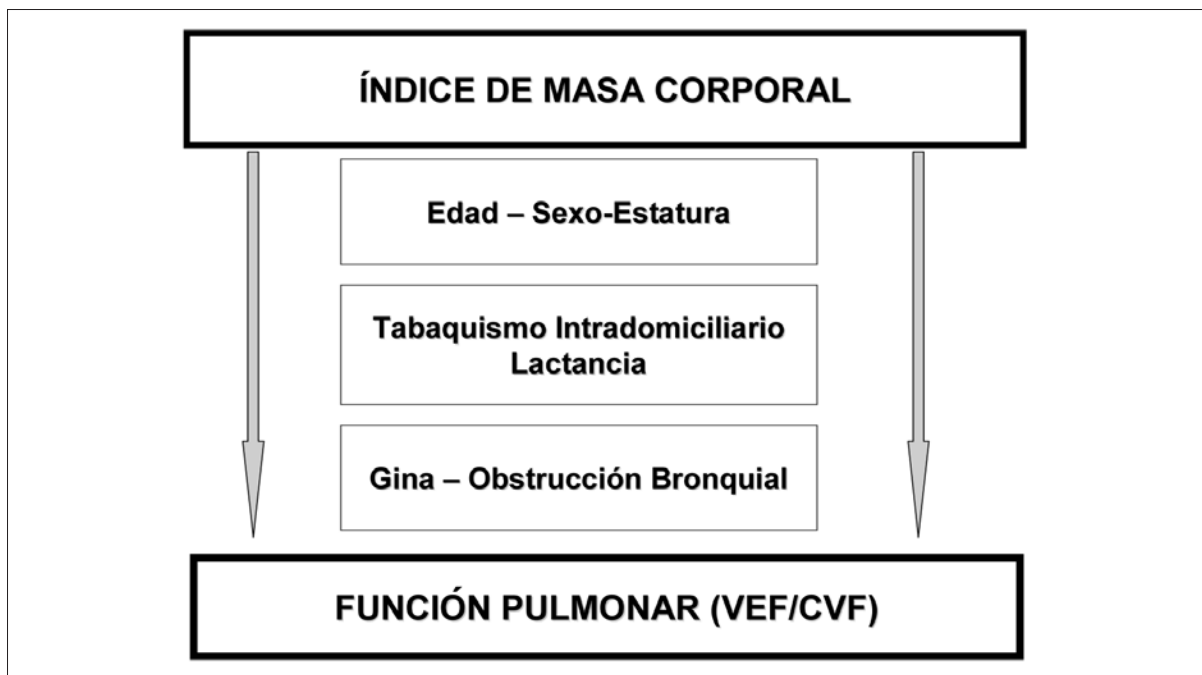 ÍNDICE DE MASA CORPORAL
Edad – Sexo-Estatura
Tabaquismo Intradomiciliario
Lactancia
Gina – Obstrucción Bronquial
FUNCIÓN PULMONAR (VEF/CVF)